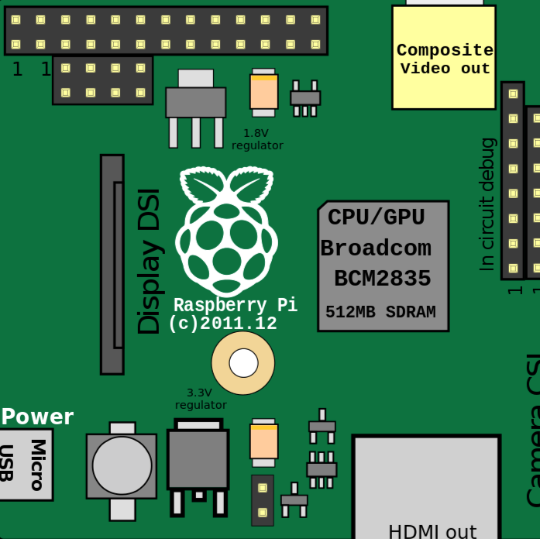 Composite
Video out
1 1
1.8V
regulator
In circuit debug
Display DSI
CPU/GPU
Broadcom
BCM2835
512MB SDRAM
Raspberry Pi
(c)2011.12
1
1
3.3V
regulator
Power
Micro
USB
Camera CSI
HDMI out